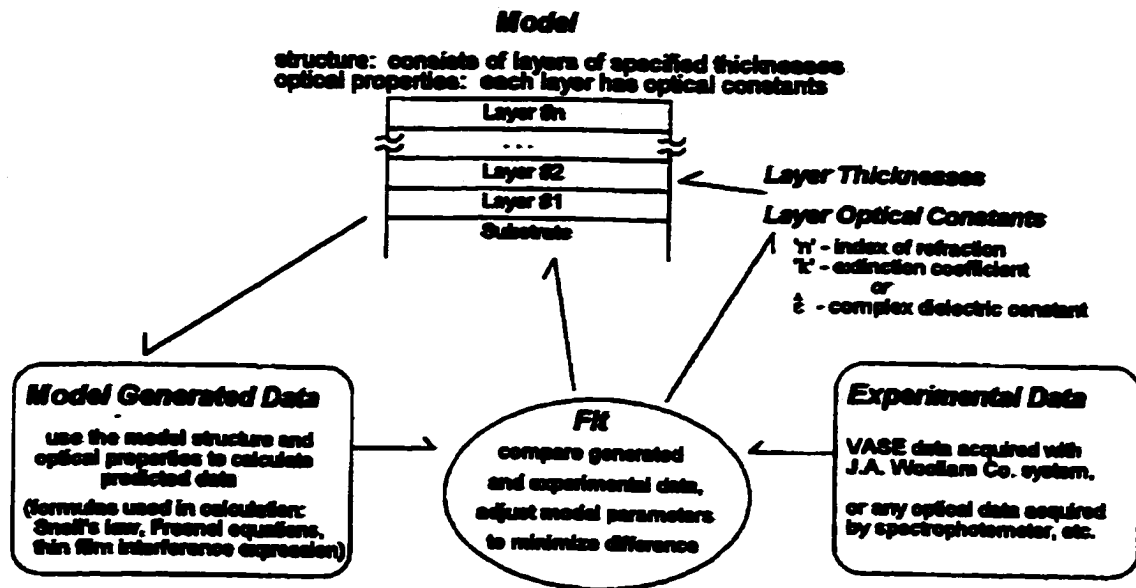 Model
structure: consists of layers of specified thicknesses
optical properties: each layer has optical constants
Layer #n
...
Layer #2
Layer #1
Substrate
Layer Thicknesses
Layer Optical Constants
'n' - index of refraction
'k' - extinction coefficient
or
ε̂ - complex dielectric constant
Model Generated Data
use the model structure and
optical properties to calculate
predicted data
(formulas used in calculation:
Snell's law, Fresnel equations,
thin film interference expression)
Fit
compare generated
and experimental data,
adjust model parameters
to minimize difference
Experimental Data
VASE data acquired with
J.A. Woollam Co. system,
or any optical data acquired
by spectrophotometer, etc.